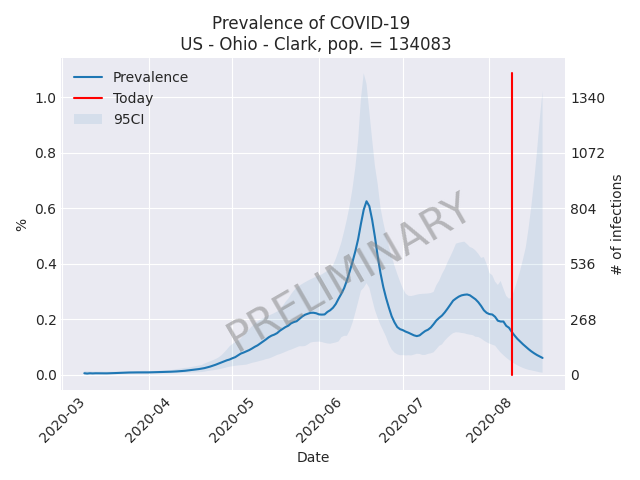 Prevalence of COVID-19
US - Ohio - Clark, pop. = 134083
Prevalence
Today
95CI
1.0
0.8
0.6
0.4
0.2
0.0
%
1340
1072
804
536
268
0
# of infections
PRELIMINARY
2020-03
2020-04
2020-05
2020-06
2020-07
2020-08
Date